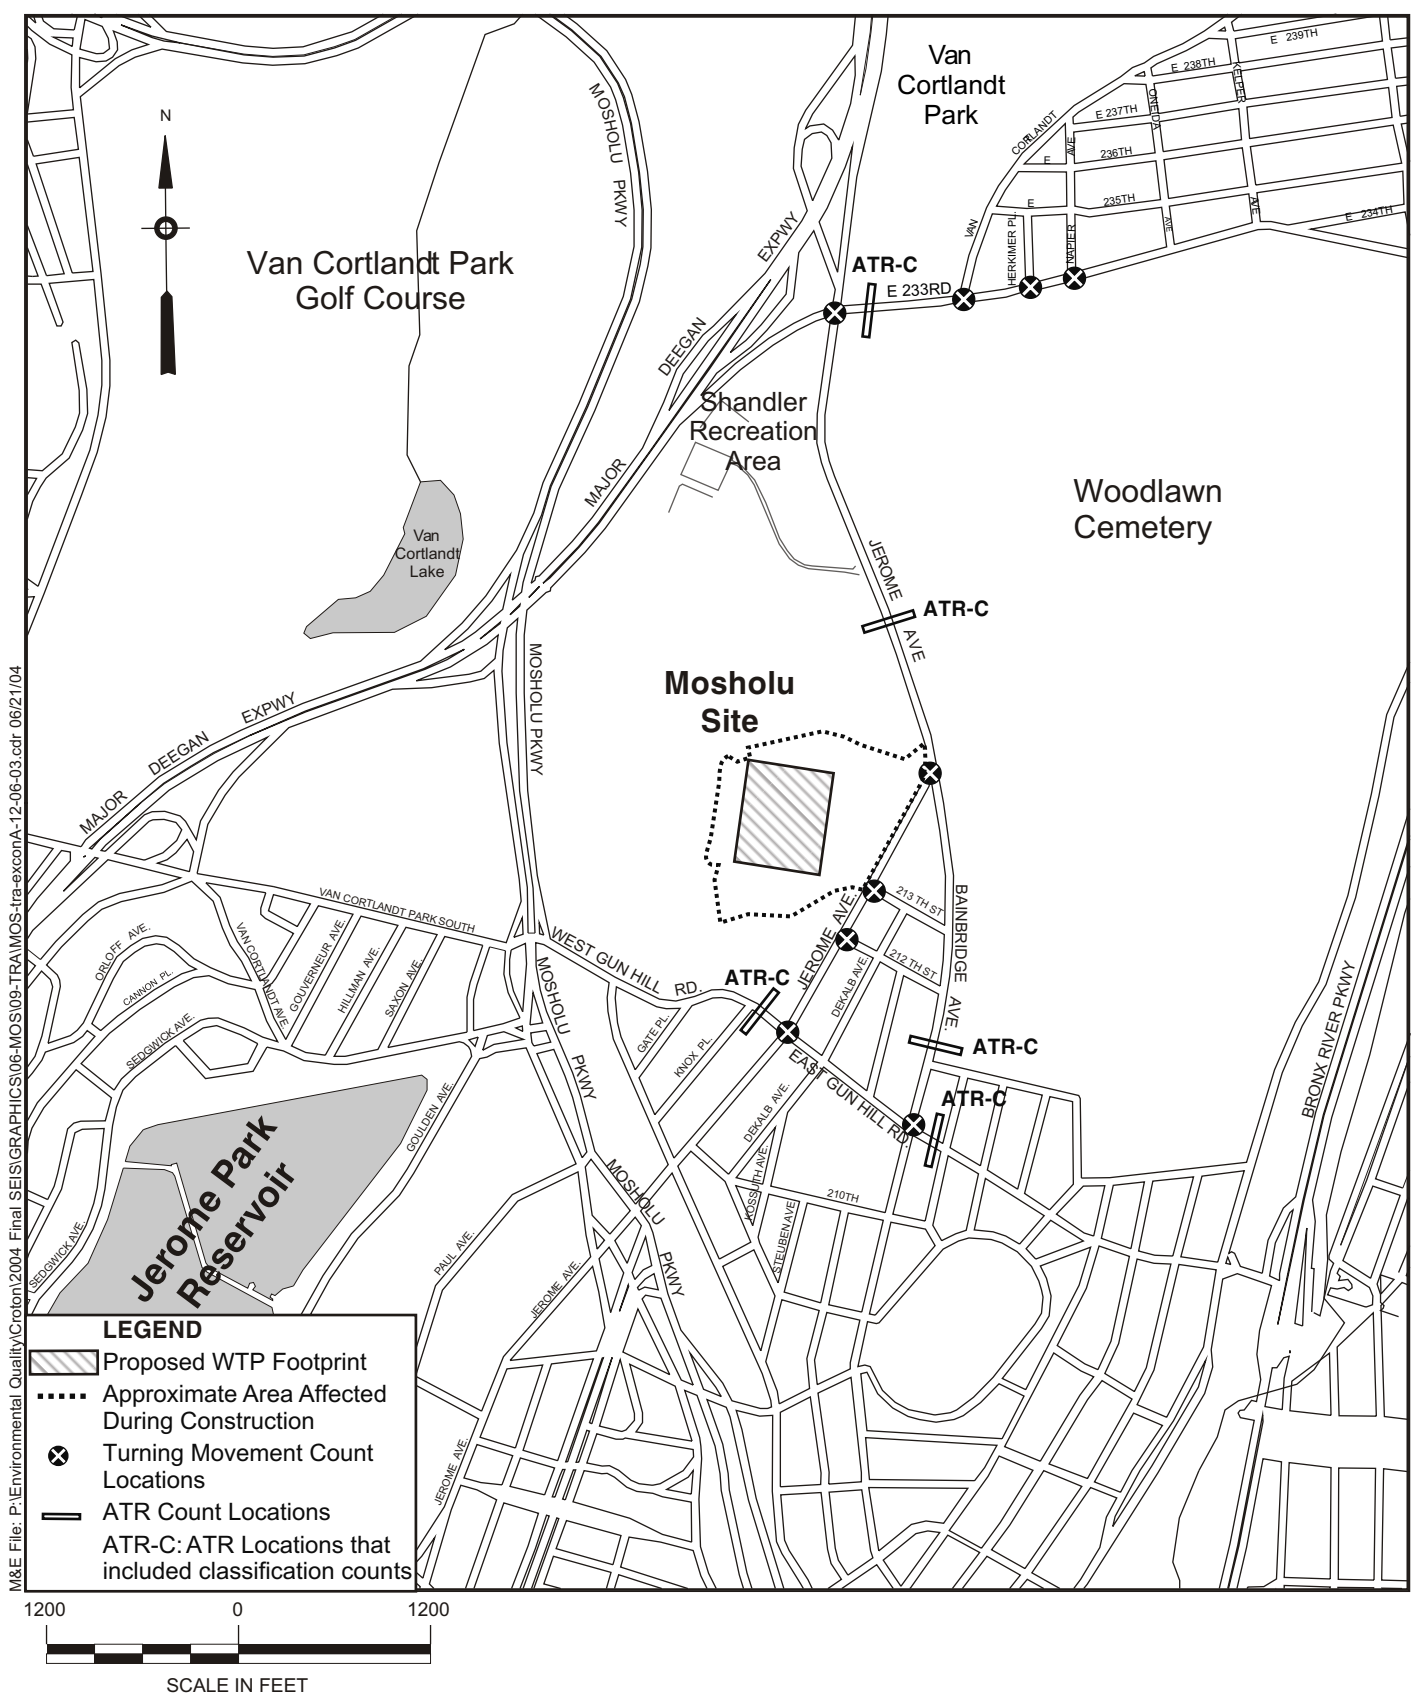 Van
Cortlandt
Park
E 239TH
E 238TH
KELPER
ONEIDA
E 237TH
CORTLANDT
AVE
E 236TH
E 235TH
E 234TH
AVE
AVE
VAN
HERKIMER PL.
NAPIER
N
MOSHOLU PKWY
Van Cortlandt Park
Golf Course
EXPWY
DEEGAN
MAJOR
ATR-C
E 233RD
Shandler
Recreation
Area
Woodlawn
Cemetery
Van
Cortlandt
Lake
JEROME AVE
ATR-C
MOSHOLU PKWY
Mosholu
Site
MAJOR DEEGAN EXPWY
VAN CORTLANDT PARK SOUTH
WEST GUN HILL RD.
ORLOFF AVE.
CANNON PL.
SEDGWICK AVE.
VAN CORTLANDT AVE.
GOUVERNEUR AVE.
HILLMAN AVE.
SAXON AVE.
MOSHOLU PKWY
JEROME AVE.
213 TH ST
212 TH ST
DEKALB AVE.
BAINBRIDGE AVE.
ATR-C
GATE PL.
KNOX PL.
EAST GUN HILL RD.
ATR-C
ATR-C
BRONX RIVER PKWY
DEKALB AVE.
KOSSUTH AVE.
210TH
STEUBEN AVE
GOULDEN AVE.
Jerome Park
Reservoir
SEDGWICK AVE.
MOSHOLU PKWY
PAUL AVE.
JEROME AVE.
JEROME AVE.
LEGEND
Proposed WTP Footprint
Approximate Area Affected
During Construction
Turning Movement Count
Locations
ATR Count Locations
ATR-C: ATR Locations that
included classification counts
M&E File: P:\Environmental Quality\Croton\2004 Final SEIS\GRAPHICS\06-MOS\09-TRA\MOS-tra-exconA-12-06-03.cdr 06/21/04
1200 0 1200
SCALE IN FEET